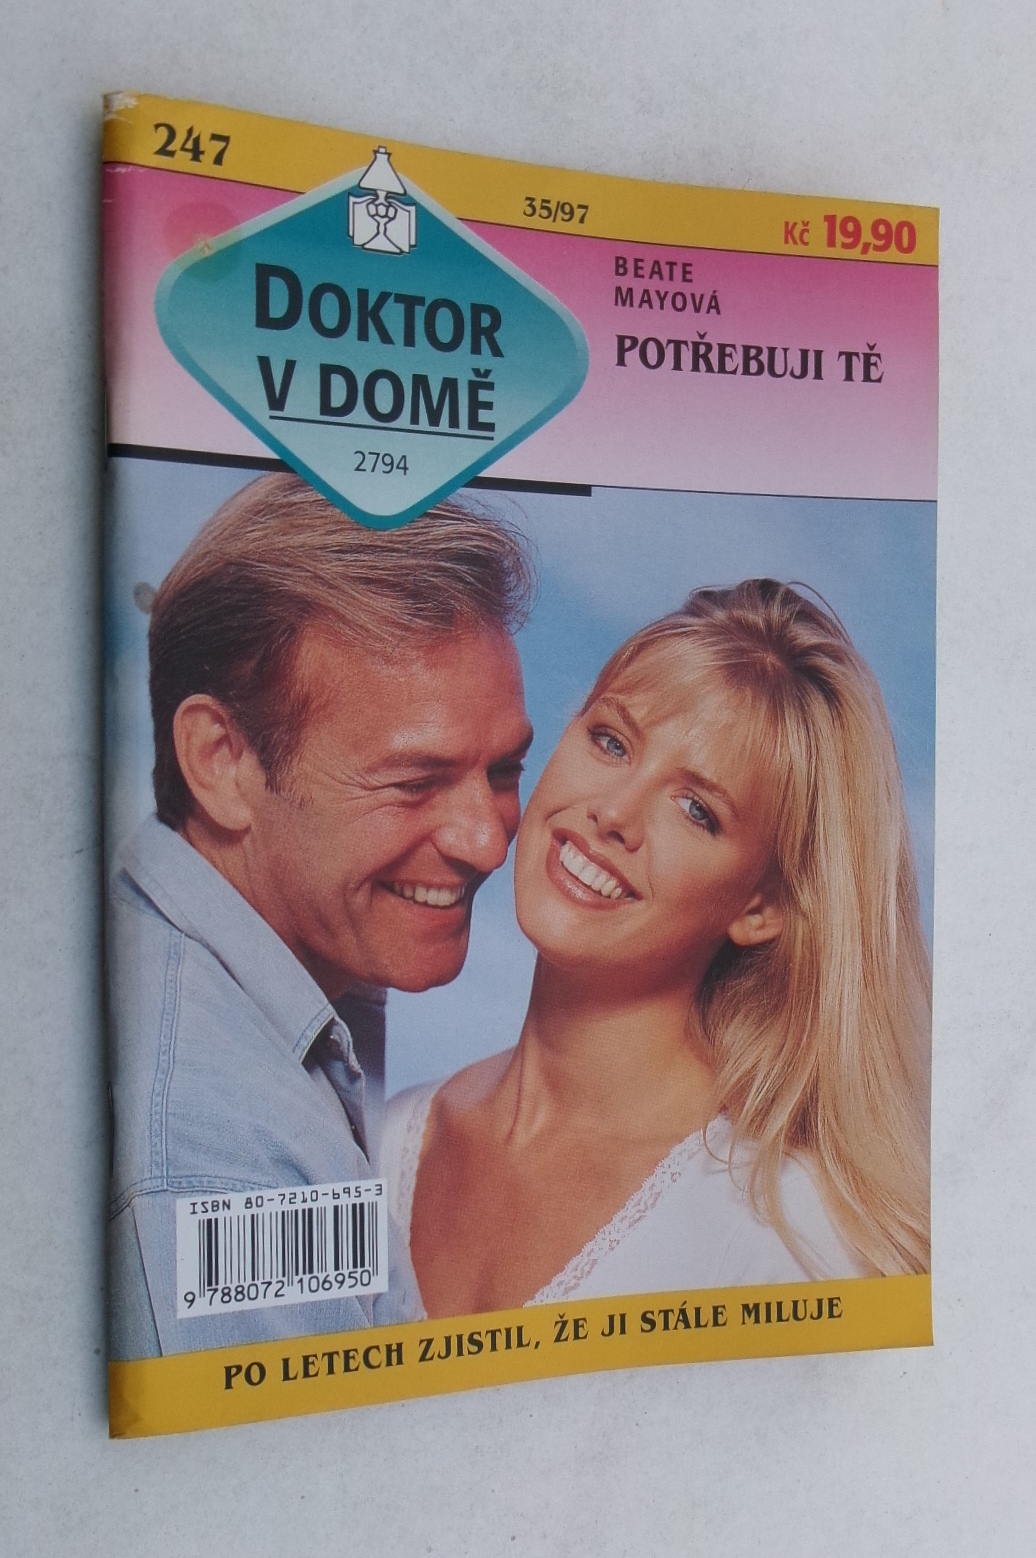 247
35/97
Kč 19,90
DOKTOR
V DOMĚ
2794
BEATE
MAYOVÁ
POTŘEBUJI TĚ
ISBN 80-7210-695-3
9 788072 106950
PO LETECH ZJISTIL, ŽE JI STÁLE MILUJE